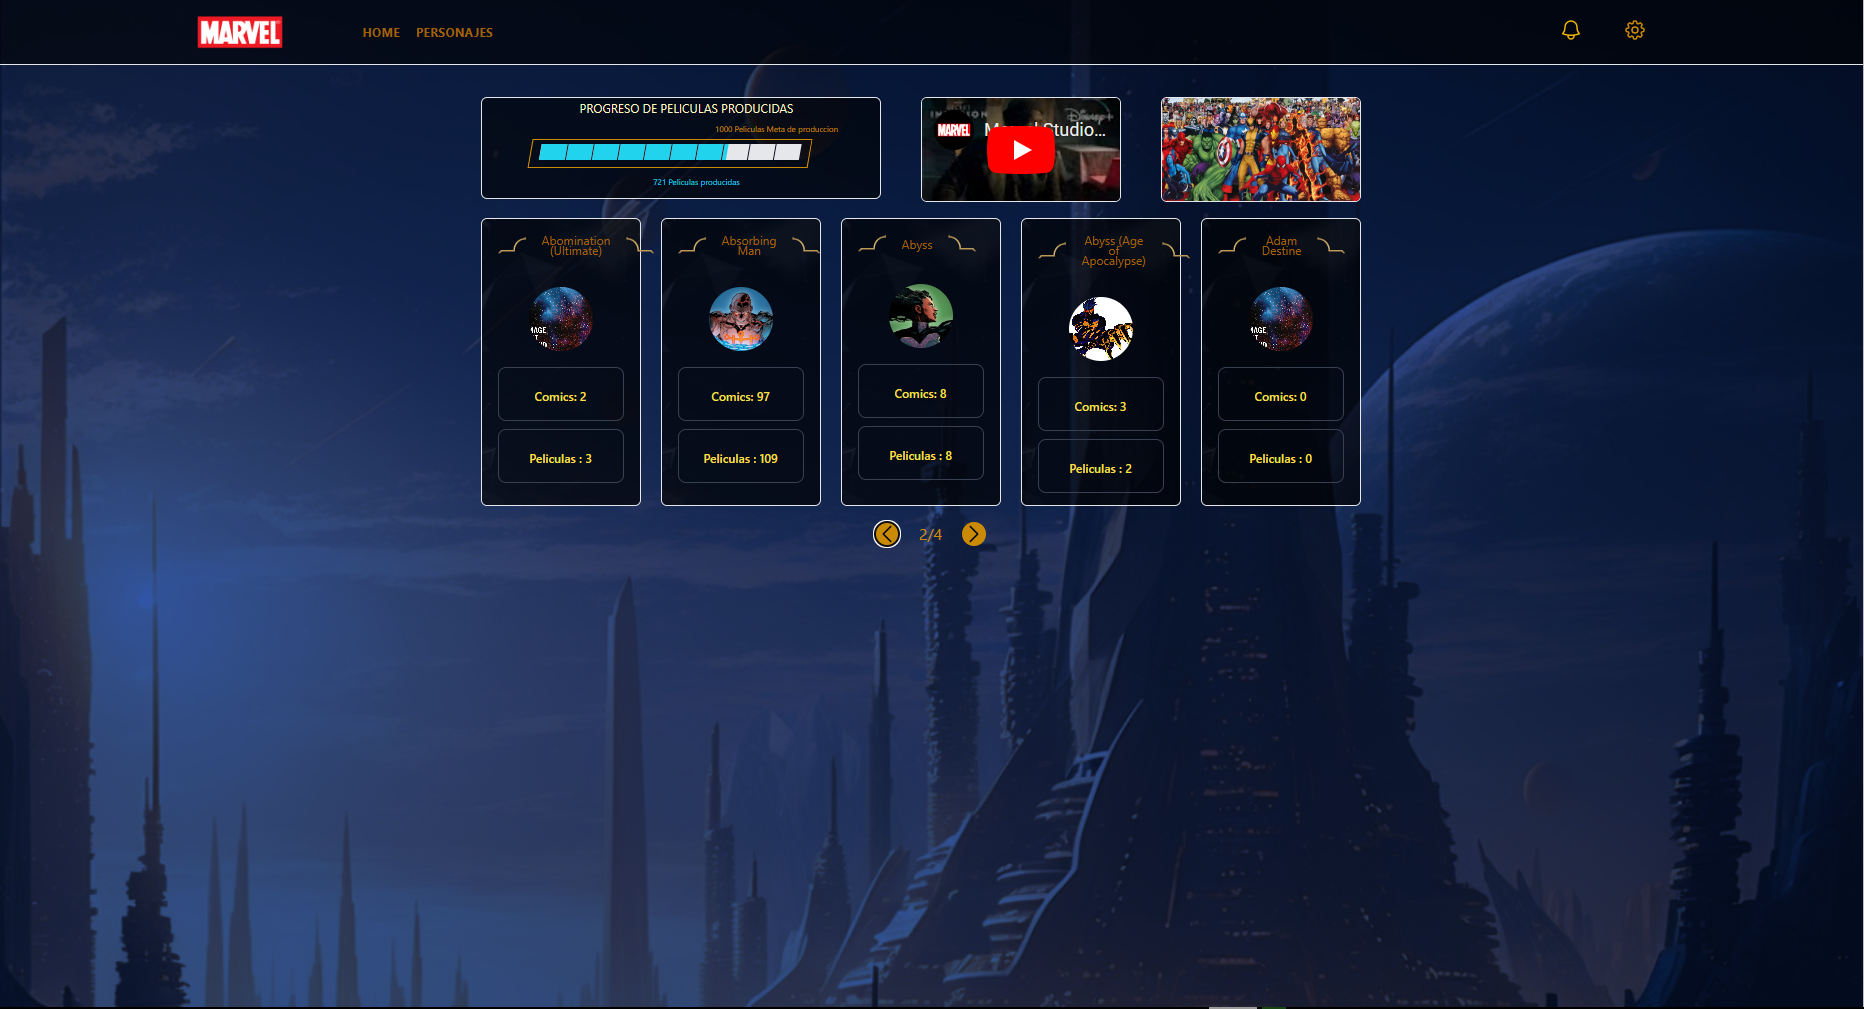 MARVEL
HOME
PERSONAJES
PROGRESO DE PELICULAS PRODUCIDAS
1000 Peliculas Meta de produccion
721 Peliculas producidas
MARVEL
Disney+
Abomination
(Ultimate)
Comics: 2
Peliculas : 3
Absorbing
Man
Comics: 97
Peliculas : 109
Abyss
Comics: 8
Peliculas : 8
Abyss (Age
of
Apocalypse)
Comics: 3
Peliculas : 2
Adam
Destine
Comics: 0
Peliculas : 0
2/4